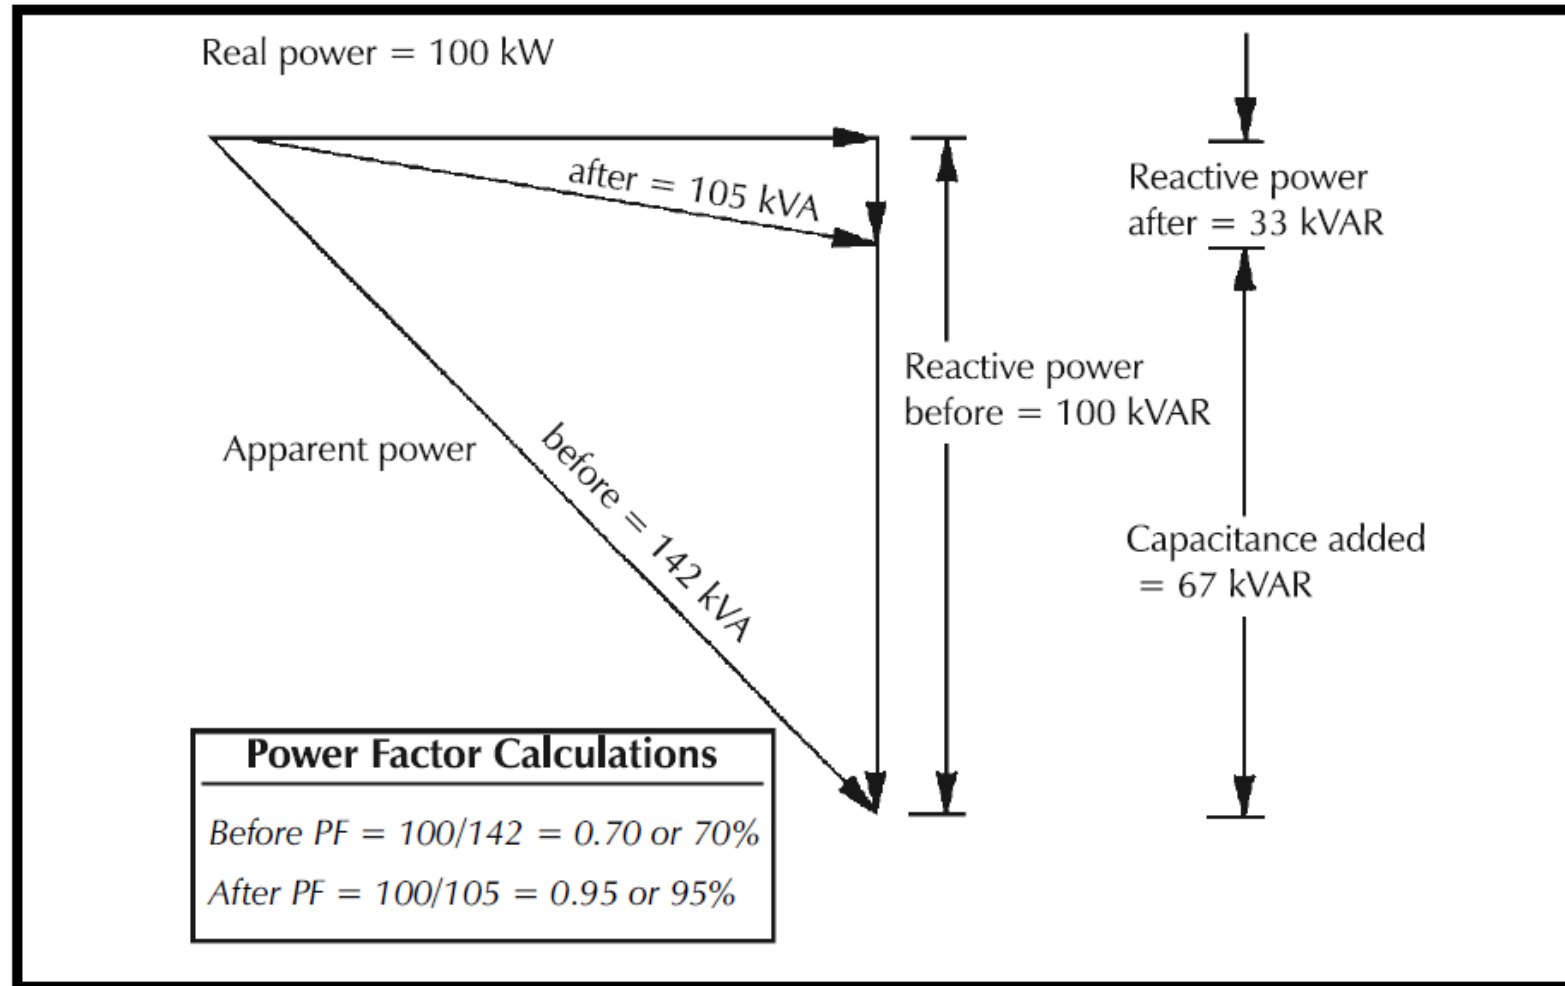 Real power = 100 kW
after = 105 kVA
Reactive power
after = 33 kVAR
Reactive power
before = 100 kVAR
Apparent power
before = 142 kVA
Capacitance added
= 67 kVAR
Power Factor Calculations
Before PF = 100/142 = 0.70 or 70%
After PF = 100/105 = 0.95 or 95%